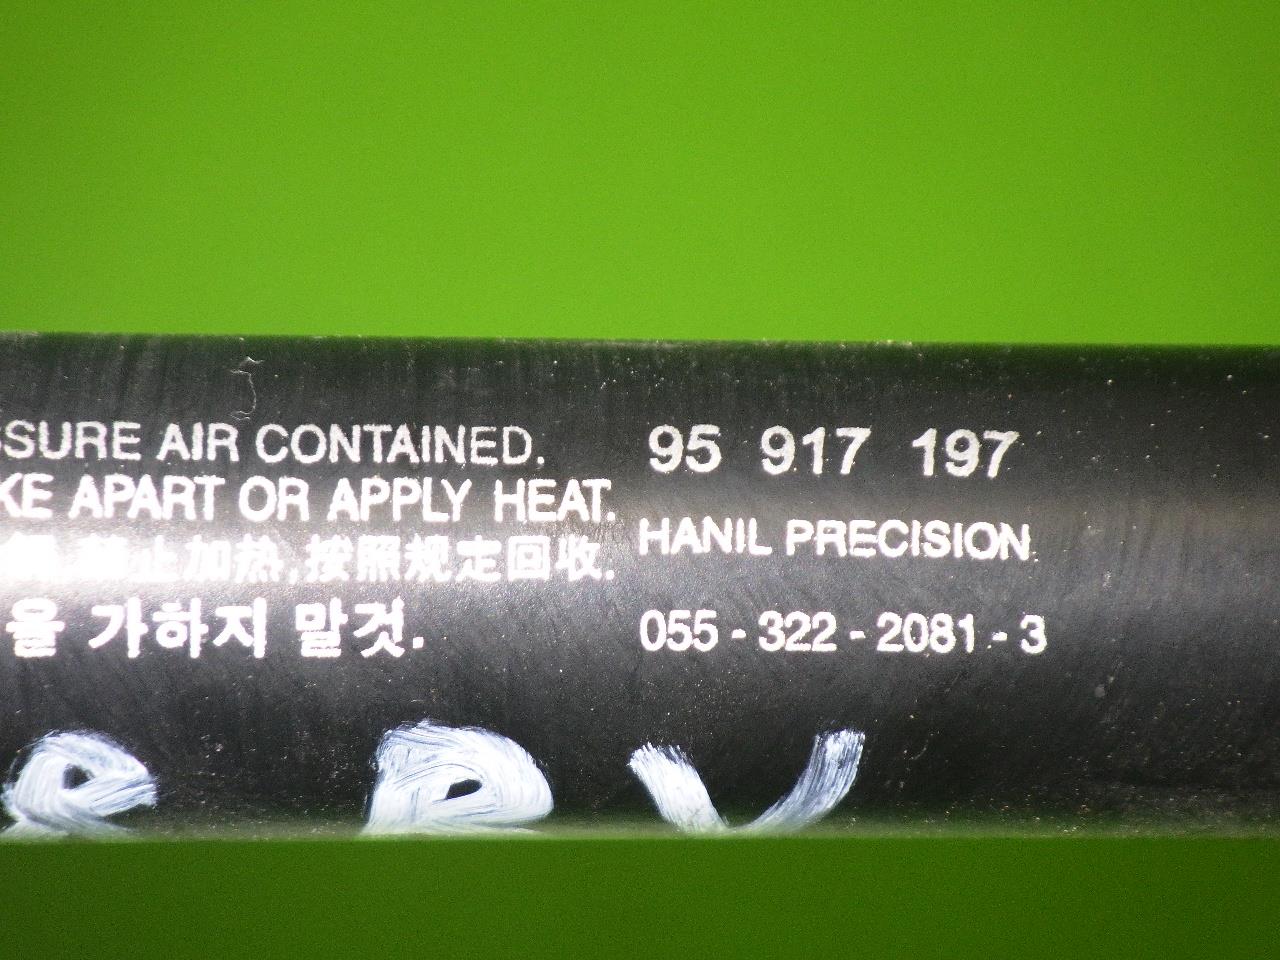 SSURE AIR CONTAINED.
KE APART OR APPLY HEAT.
禁止加热,按照规定回收.
을 가하지 말것.
95 917 197
HANIL PRECISION
055 - 322 - 2081 - 3